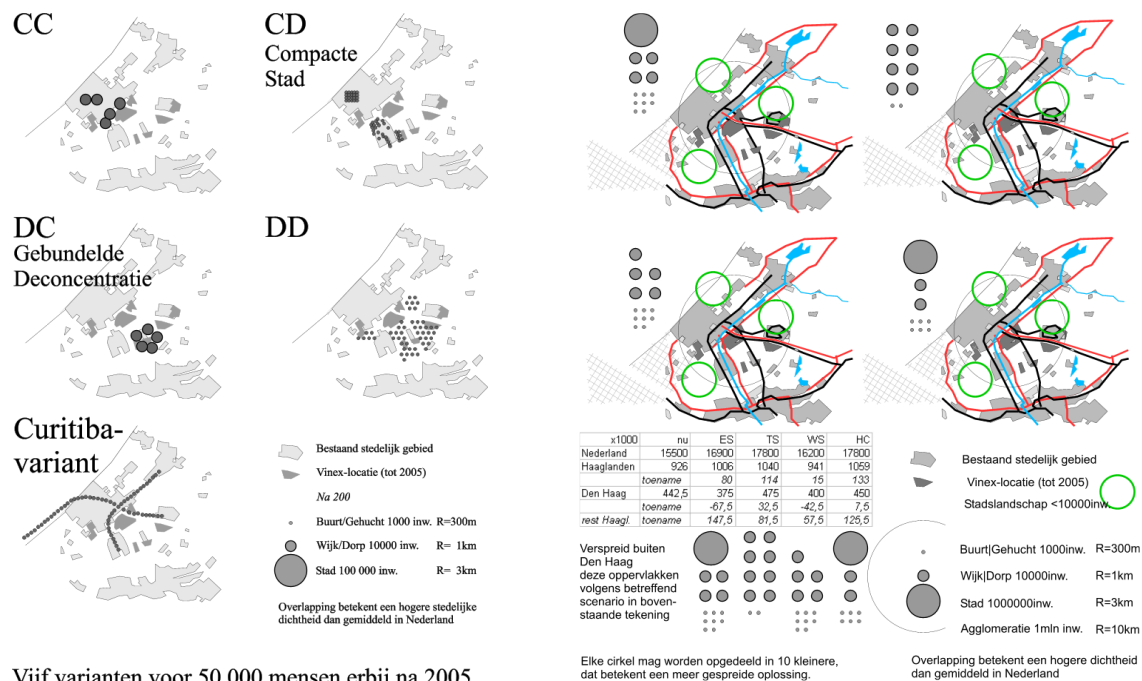 CC
CD
Compacte
Stad
DC
Gebundelde
Deconcentratie
DD
Curitiba-
variant
Bestaand stedelijk gebied
Vinex-locatie (tot 2005)
Na 200
Buurt/Gehucht 1000 inw. R=300m
Wijk/Dorp 10000 inw. R= 1km
Stad 100 000 inw. R= 3km
Overlapping betekent een hogere stedelijke
dichtheid dan gemiddeld in Nederland
Vijf varianten voor 50.000 mensen erbij na 2005
x1000 nu ES TS WS HC
Nederland 15500 16900 17800 16200 17800
Haaglanden 926 1006 1040 941 1059
toename 80 114 15 133
Den Haag 442,5 375 475 400 450
toename -67,5 32,5 -42,5 7,5
rest Haagl. toename 147,5 81,5 57,5 125,5
Verspreid buiten
Den Haag
deze oppervlakken
volgens betreffend
scenario in boven-
staande tekening
Elke cirkel mag worden opgedeeld in 10 kleinere,
dat betekent een meer gespreide oplossing.
Bestaand stedelijk gebied
Vinex-locatie (tot 2005)
Stadslandschap <10000inw.
Buurt|Gehucht 1000inw. R=300m
Wijk|Dorp 10000inw. R=1km
Stad 1000000inw. R=3km
Agglomeratie 1mln inw. R=10km
Overlapping betekent een hogere dichtheid
dan gemiddeld in Nederland